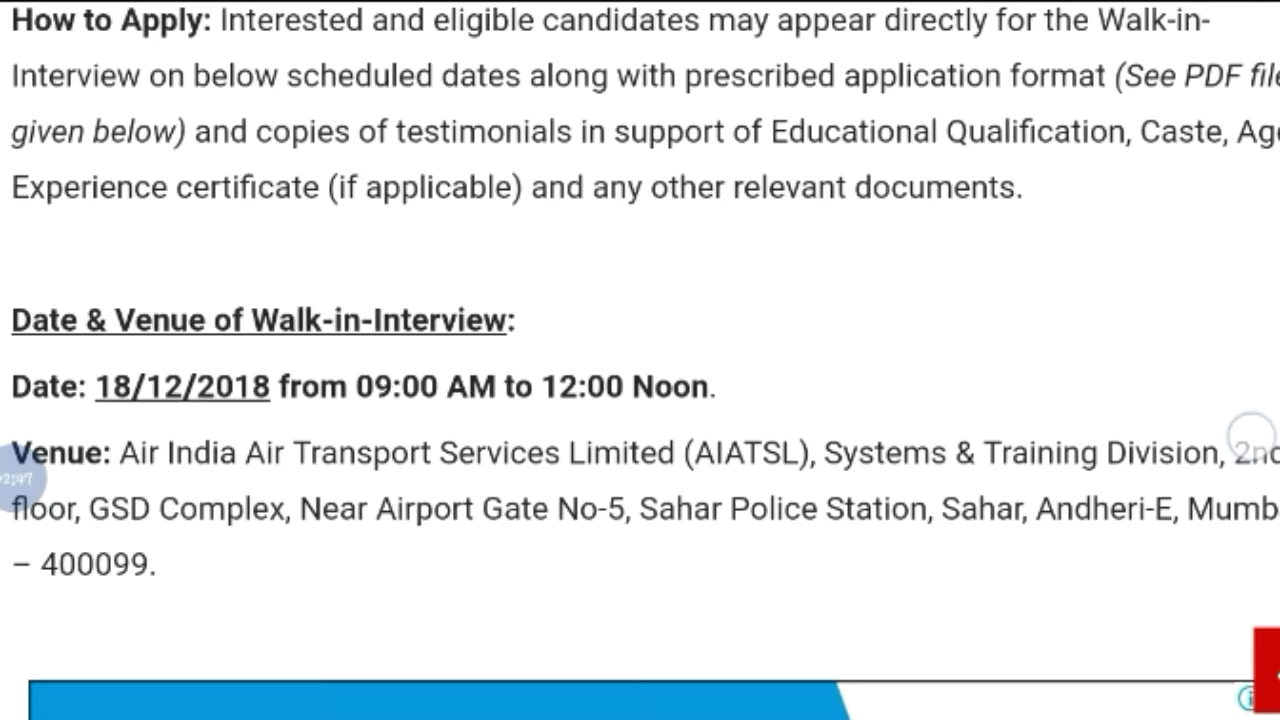 How to Apply: Interested and eligible candidates may appear directly for the Walk-in-
Interview on below scheduled dates along with prescribed application format (See PDF
given below) and copies of testimonials in support of Educational Qualification, Caste,
Experience certificate (if applicable) and any other relevant documents.
Date & Venue of Walk-in-Interview:
Date: 18/12/2018 from 09:00 AM to 12:00 Noon.
Venue: Air India Air Transport Services Limited (AIATSL), Systems & Training Division,
floor, GSD Complex, Near Airport Gate No-5, Sahar Police Station, Sahar, Andheri-E,
– 400099.